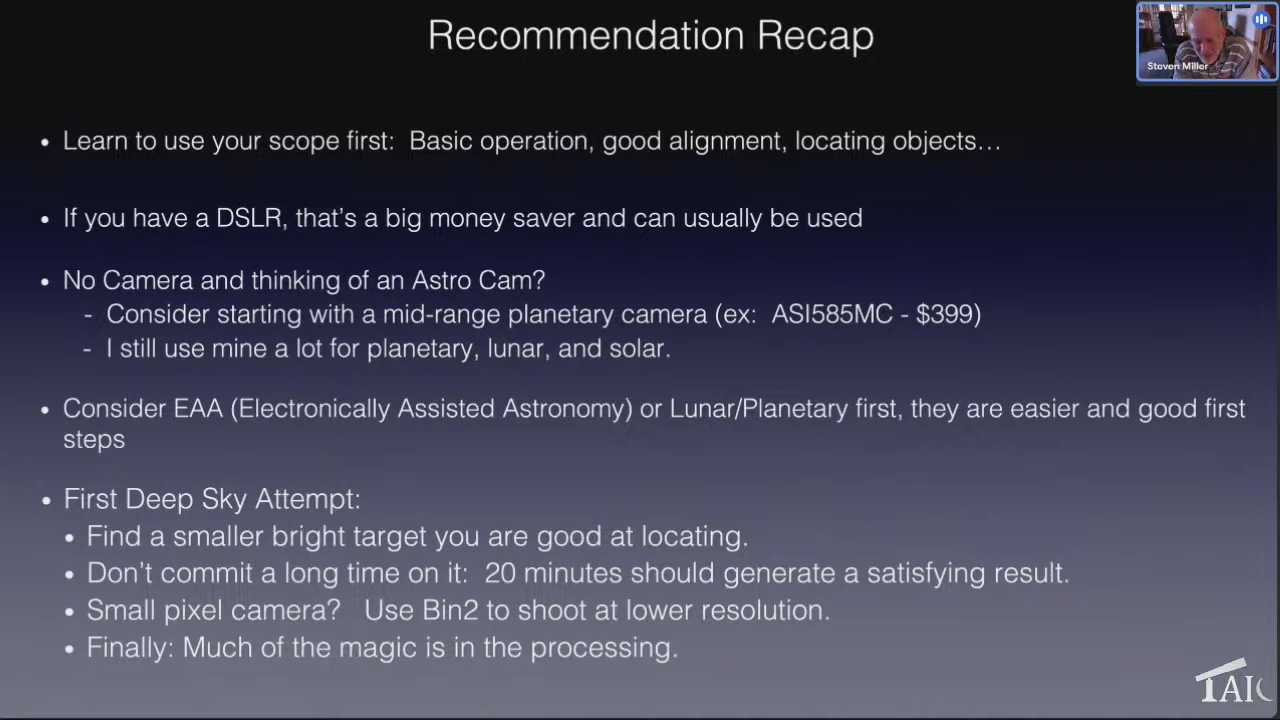 Recommendation Recap
Steven Miller
• Learn to use your scope first:  Basic operation, good alignment, locating objects…
• If you have a DSLR, that’s a big money saver and can usually be used
• No Camera and thinking of an Astro Cam?
- Consider starting with a mid-range planetary camera (ex:  ASI585MC - $399)
- I still use mine a lot for planetary, lunar, and solar.
• Consider EAA (Electronically Assisted Astronomy) or Lunar/Planetary first, they are easier and good first
steps
• First Deep Sky Attempt:
• Find a smaller bright target you are good at locating.
• Don’t commit a long time on it:  20 minutes should generate a satisfying result.
• Small pixel camera?   Use Bin2 to shoot at lower resolution.
• Finally: Much of the magic is in the processing.
TAIC